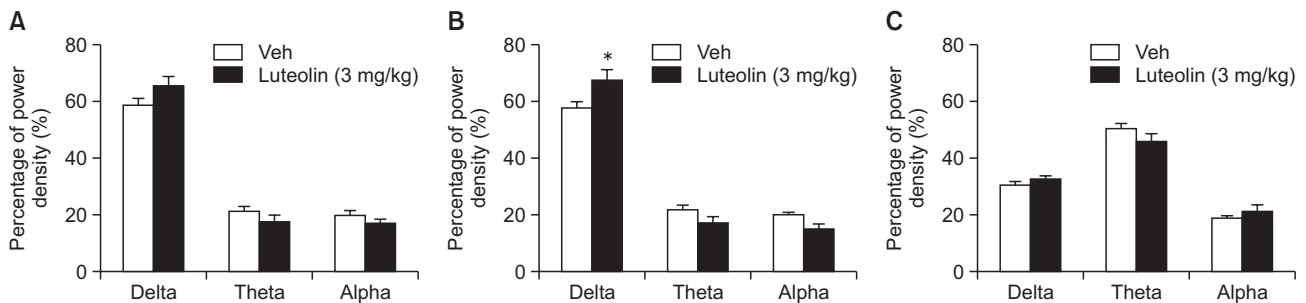 A
Percentage of power
density (%)
80
60
40
20
0
Veh
Luteolin (3 mg/kg)
Delta Theta Alpha
B
Percentage of power
density (%)
80
60
40
20
0
Veh
Luteolin (3 mg/kg)
*
Delta Theta Alpha
C
Percentage of power
density (%)
80
60
40
20
0
Veh
Luteolin (3 mg/kg)
Delta Theta Alpha